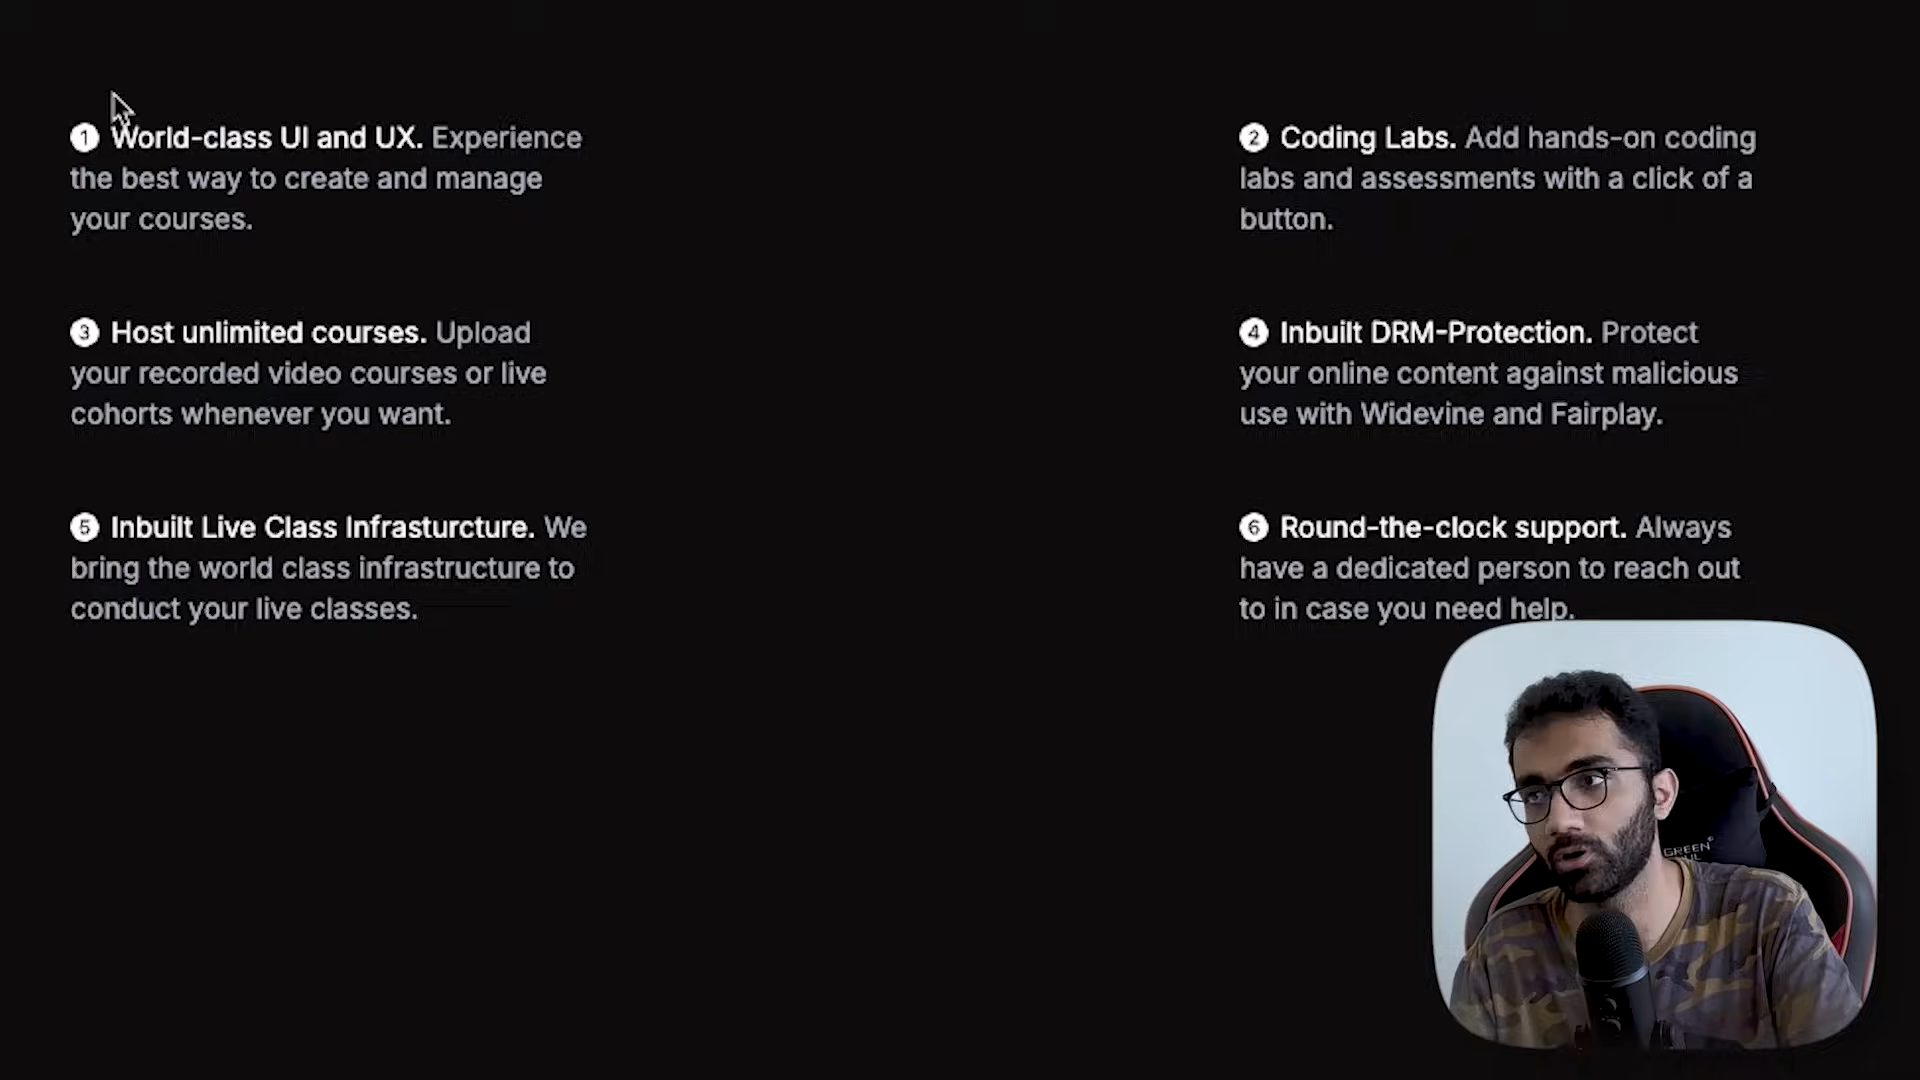 1 World-class UI and UX. Experience
the best way to create and manage
your courses.
2 Coding Labs. Add hands-on coding
labs and assessments with a click of a
button.
3 Host unlimited courses. Upload
your recorded video courses or live
cohorts whenever you want.
4 Inbuilt DRM-Protection. Protect
your online content against malicious
use with Widevine and Fairplay.
5 Inbuilt Live Class Infrasturcture. We
bring the world class infrastructure to
conduct your live classes.
6 Round-the-clock support. Always
have a dedicated person to reach out
to in case you need help.
GREEN